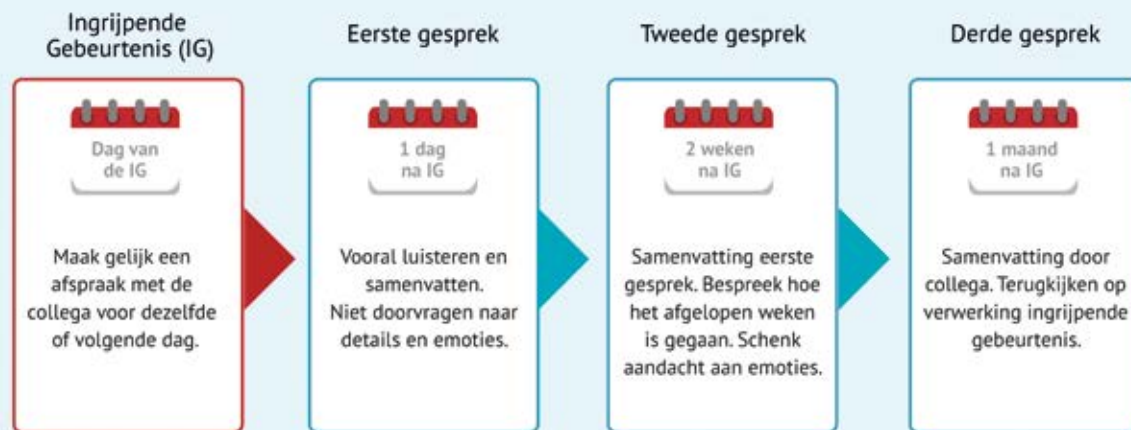 Ingrijpende
Gebeurtenis (IG)
Dag van
de IG
Maak gelijk een
afspraak met de
collega voor dezelfde
of volgende dag.
Eerste gesprek
1 dag
na IG
Vooral luisteren en
samenvatten.
Niet doorvragen naar
details en emoties.
Tweede gesprek
2 weken
na IG
Samenvatting eerste
gesprek. Bespreek hoe
het afgelopen weken
is gegaan. Schenk
aandacht aan emoties.
Derde gesprek
1 maand
na IG
Samenvatting door
collega. Terugkijken op
verwerking ingrijpende
gebeurtenis.